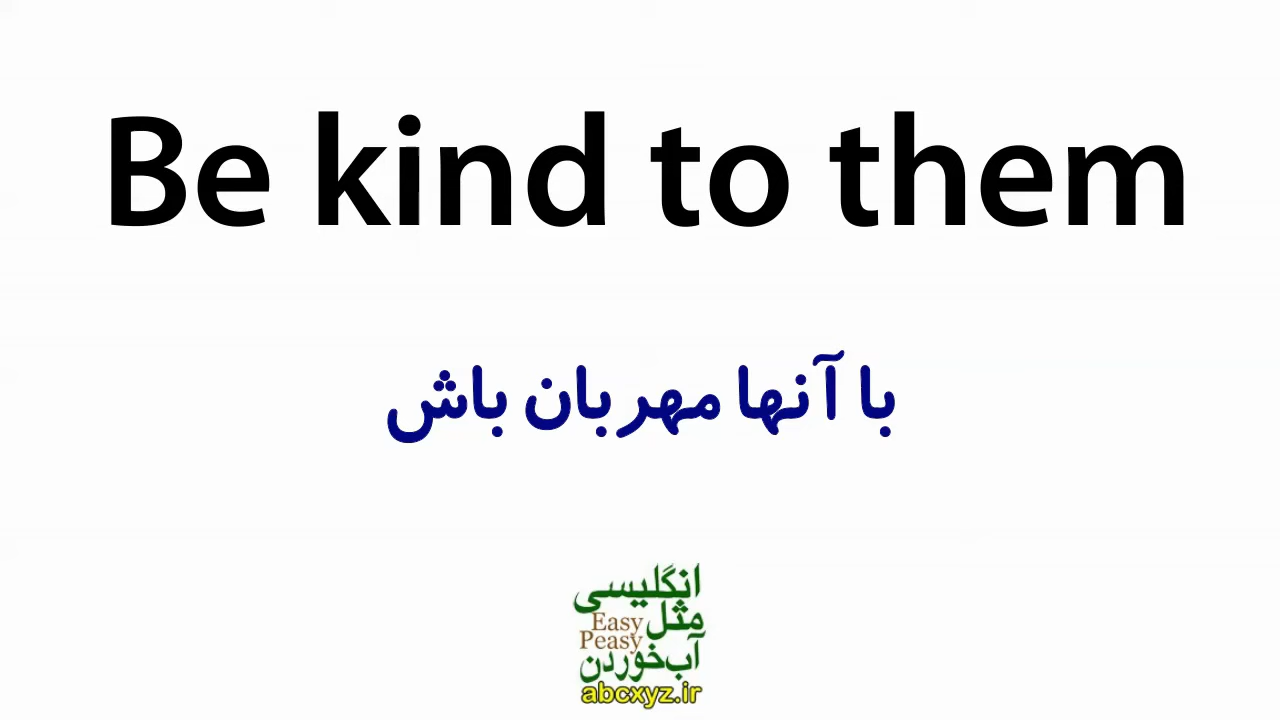 Be kind to them
با آنها مهربان باش
انگلیسی
مثل
Easy
Peasy
آب‌خوردن
abcxyz.ir